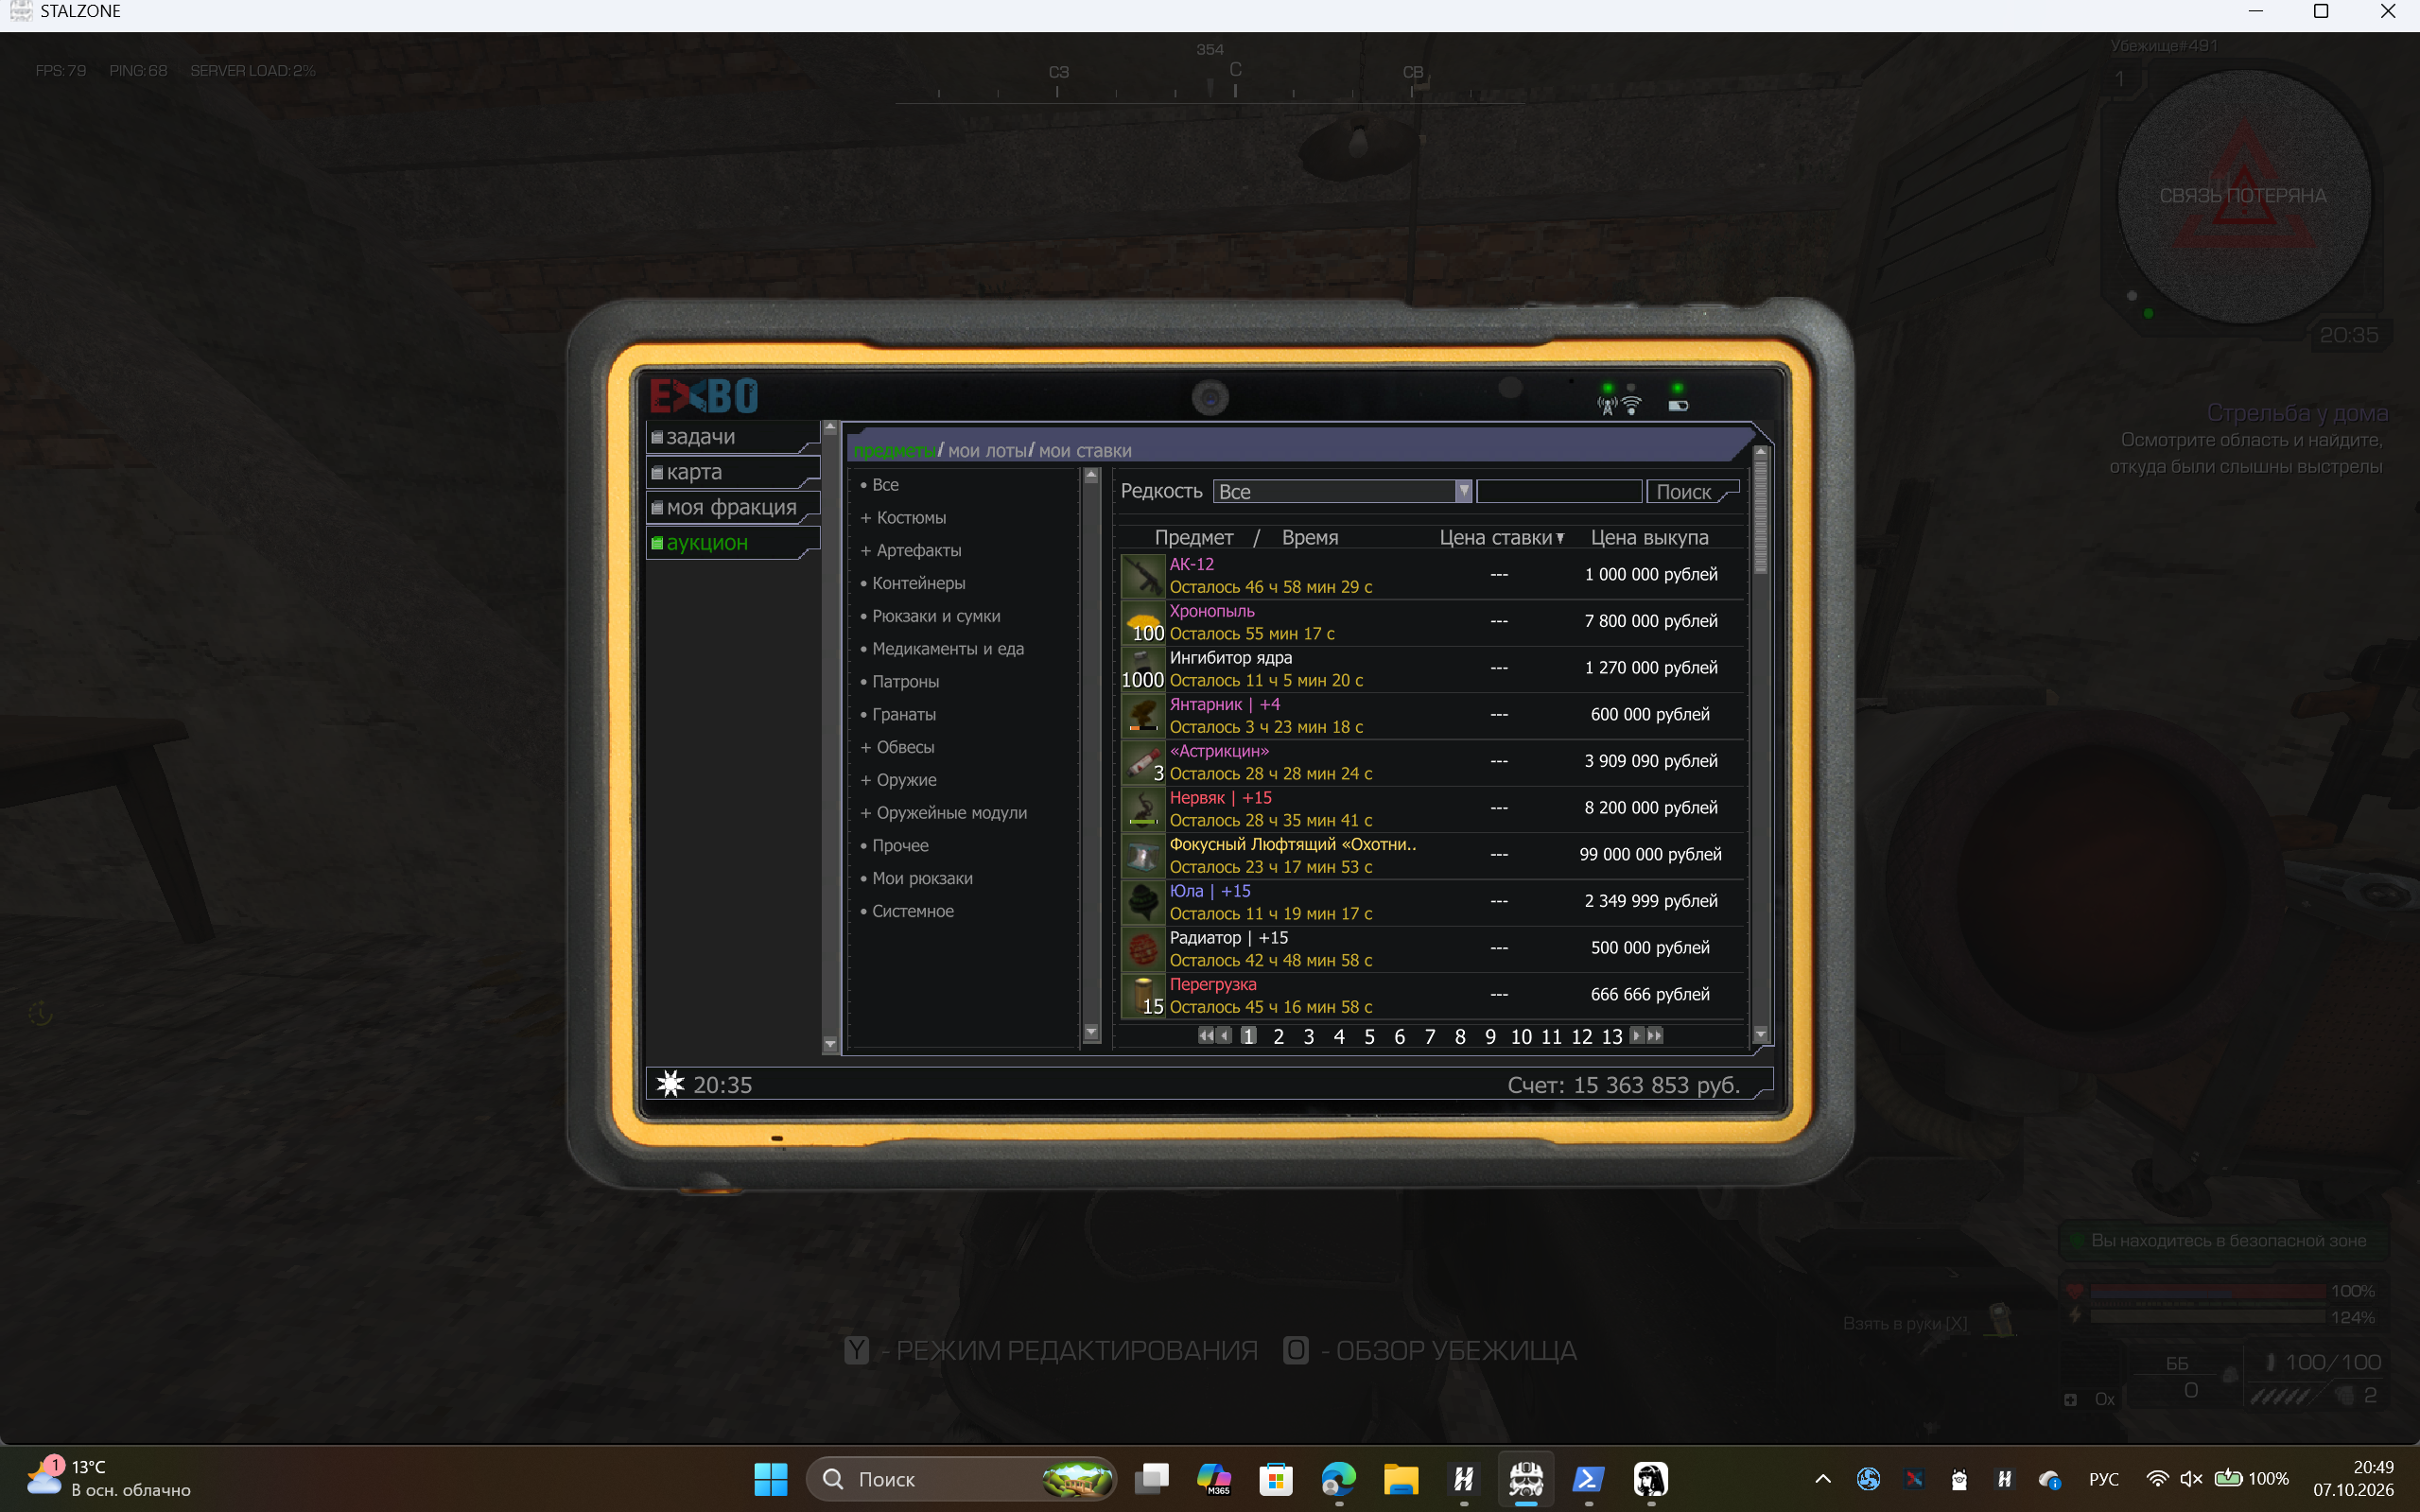 STALZONE
FPS: 79 PING: 68 SERVER LOAD: 2%
354
СЗ С СВ
Убежище#491
1
СВЯЗЬ ПОТЕРЯНА
20:35
Стрельба у дома
Осмотрите область и найдите,
откуда были слышны выстрелы
EXBO
задачи
карта
моя фракция
аукцион
предметы/ мои лоты/ мои ставки
• Все
+ Костюмы
+ Артефакты
• Контейнеры
• Рюкзаки и сумки
• Медикаменты и еда
• Патроны
• Гранаты
+ Обвесы
+ Оружие
+ Оружейные модули
• Прочее
• Мои рюкзаки
• Системное
Редкость Все Поиск
Предмет / Время Цена ставки▼ Цена выкупа
АК-12
Осталось 46 ч 58 мин 29 с --- 1 000 000 рублей
Хронопыль
100 Осталось 55 мин 17 с --- 7 800 000 рублей
Ингибитор ядра
1000 Осталось 11 ч 5 мин 20 с --- 1 270 000 рублей
Янтарник | +4
Осталось 3 ч 23 мин 18 с --- 600 000 рублей
«Астрикцин»
3 Осталось 28 ч 28 мин 24 с --- 3 909 090 рублей
Нервяк | +15
Осталось 28 ч 35 мин 41 с --- 8 200 000 рублей
Фокусный Люфтящий «Охотни..
Осталось 23 ч 17 мин 53 с --- 99 000 000 рублей
Юла | +15
Осталось 11 ч 19 мин 17 с --- 2 349 999 рублей
Радиатор | +15
Осталось 42 ч 48 мин 58 с --- 500 000 рублей
Перегрузка
15 Осталось 45 ч 16 мин 58 с --- 666 666 рублей
1 2 3 4 5 6 7 8 9 10 11 12 13
20:35 Счет: 15 363 853 руб.
Вы находитесь в безопасной зоне
100%
124%
Взять в руки [X]
ББ
0
100/100
2
0x
Y - РЕЖИМ РЕДАКТИРОВАНИЯ O - ОБЗОР УБЕЖИЩА
1
13°C
В осн. облачно
Поиск
M365
РУС
100%
20:49
07.10.2026